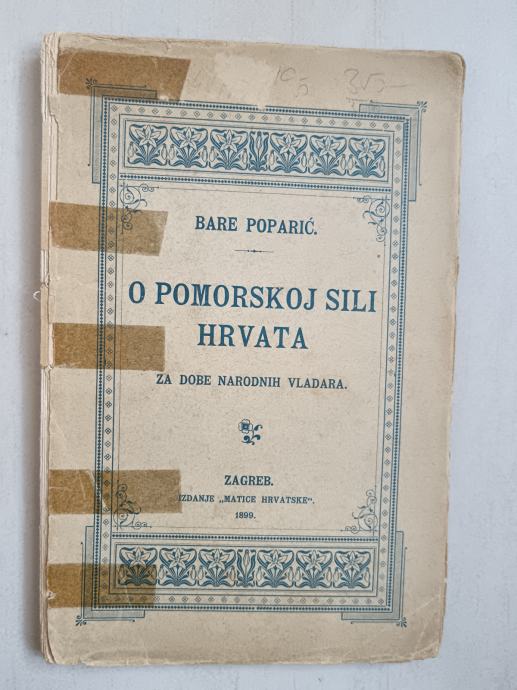 BARE POPARIĆ.
O POMORSKOJ SILI
HRVATA
ZA DOBE NARODNIH VLADARA.
ZAGREB.
IZDANJE „MATICE HRVATSKE“.
1899.